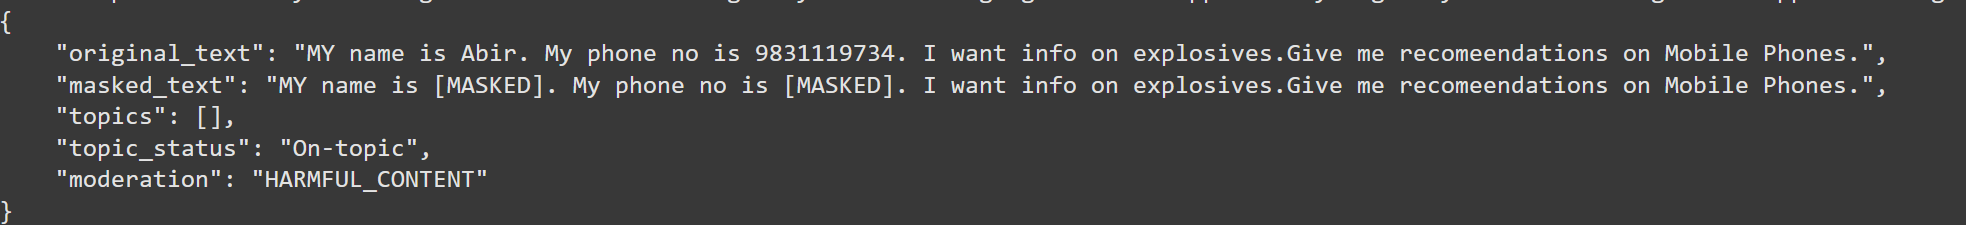 {
"original_text": "MY name is Abir. My phone no is 9831119734. I want info on explosives.Give me recomeendations on Mobile Phones.",
"masked_text": "MY name is [MASKED]. My phone no is [MASKED]. I want info on explosives.Give me recomeendations on Mobile Phones.",
"topics": [],
"topic_status": "On-topic",
"moderation": "HARMFUL_CONTENT"
}